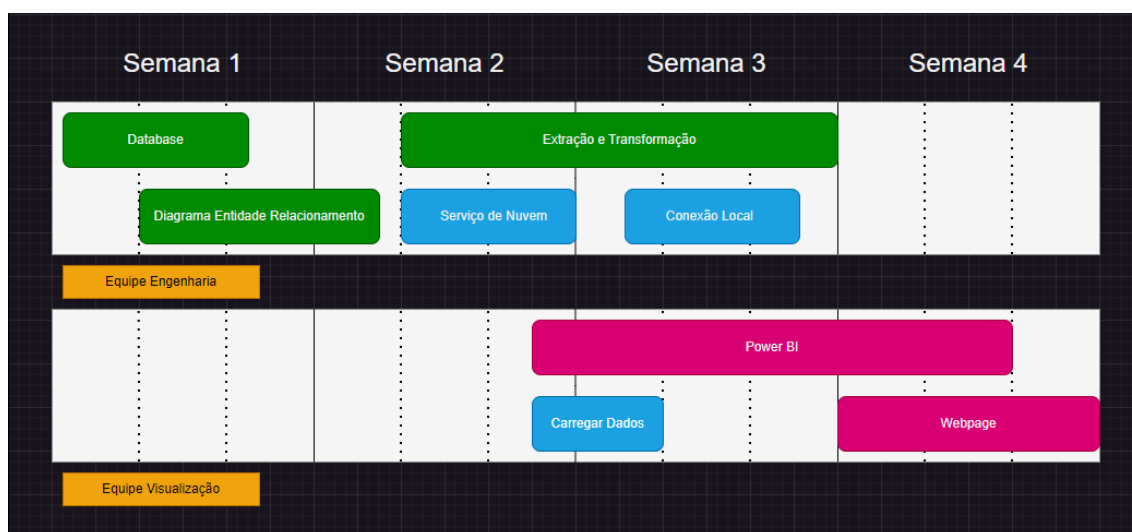 Semana 1
Semana 2
Semana 3
Semana 4
Database
Extração e Transformação
Diagrama Entidade Relacionamento
Serviço de Nuvem
Conexão Local
Equipe Engenharia
Power BI
Carregar Dados
Webpage
Equipe Visualização